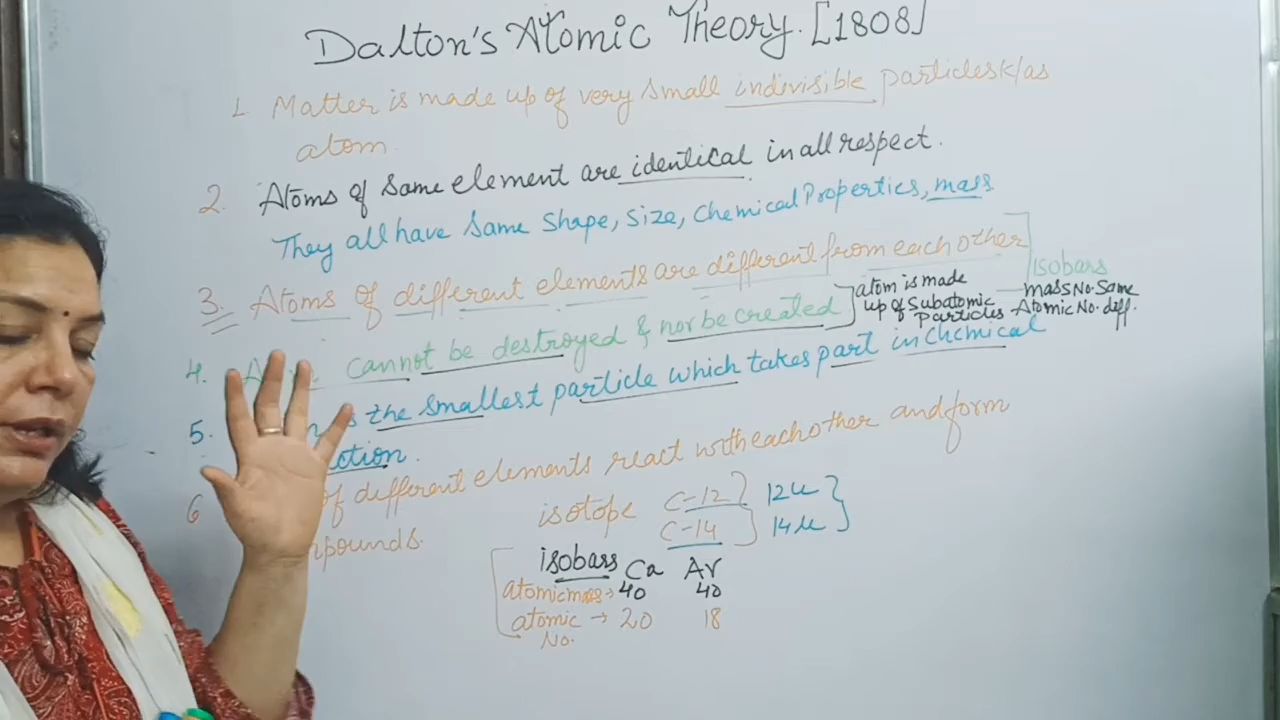 Dalton's Atomic Theory. [1808]
1. Matter is made up of very small indivisible particles k/as
atom.
2. Atoms of same element are identical in all respect.
They all have same shape, size, chemical Properties, mass
3. Atoms of different elements are different from each other
isobars
mass No. Same
Atomic No. diff.
4. cannot be destroyed & nor be created
atom is made
up of Subatomic
Particles
5. the smallest particle which takes part in chemical
ction.
6 of different elements react with each other and form
mpounds.
isotope C-12 12u
C-14 14u
isobars Ca Ar
atomic mass → 40 40
atomic → 20 18
No.